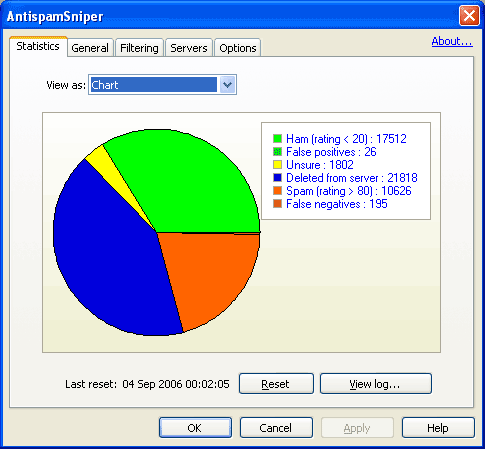 AntispamSniper
About...
Statistics General Filtering Servers Options
View as: Chart
Ham (rating < 20) : 17512
False positives : 26
Unsure : 1802
Deleted from server : 21818
Spam (rating > 80) : 10626
False negatives : 195
Last reset: 04 Sep 2006 00:02:05 Reset View log...
OK Cancel Apply Help